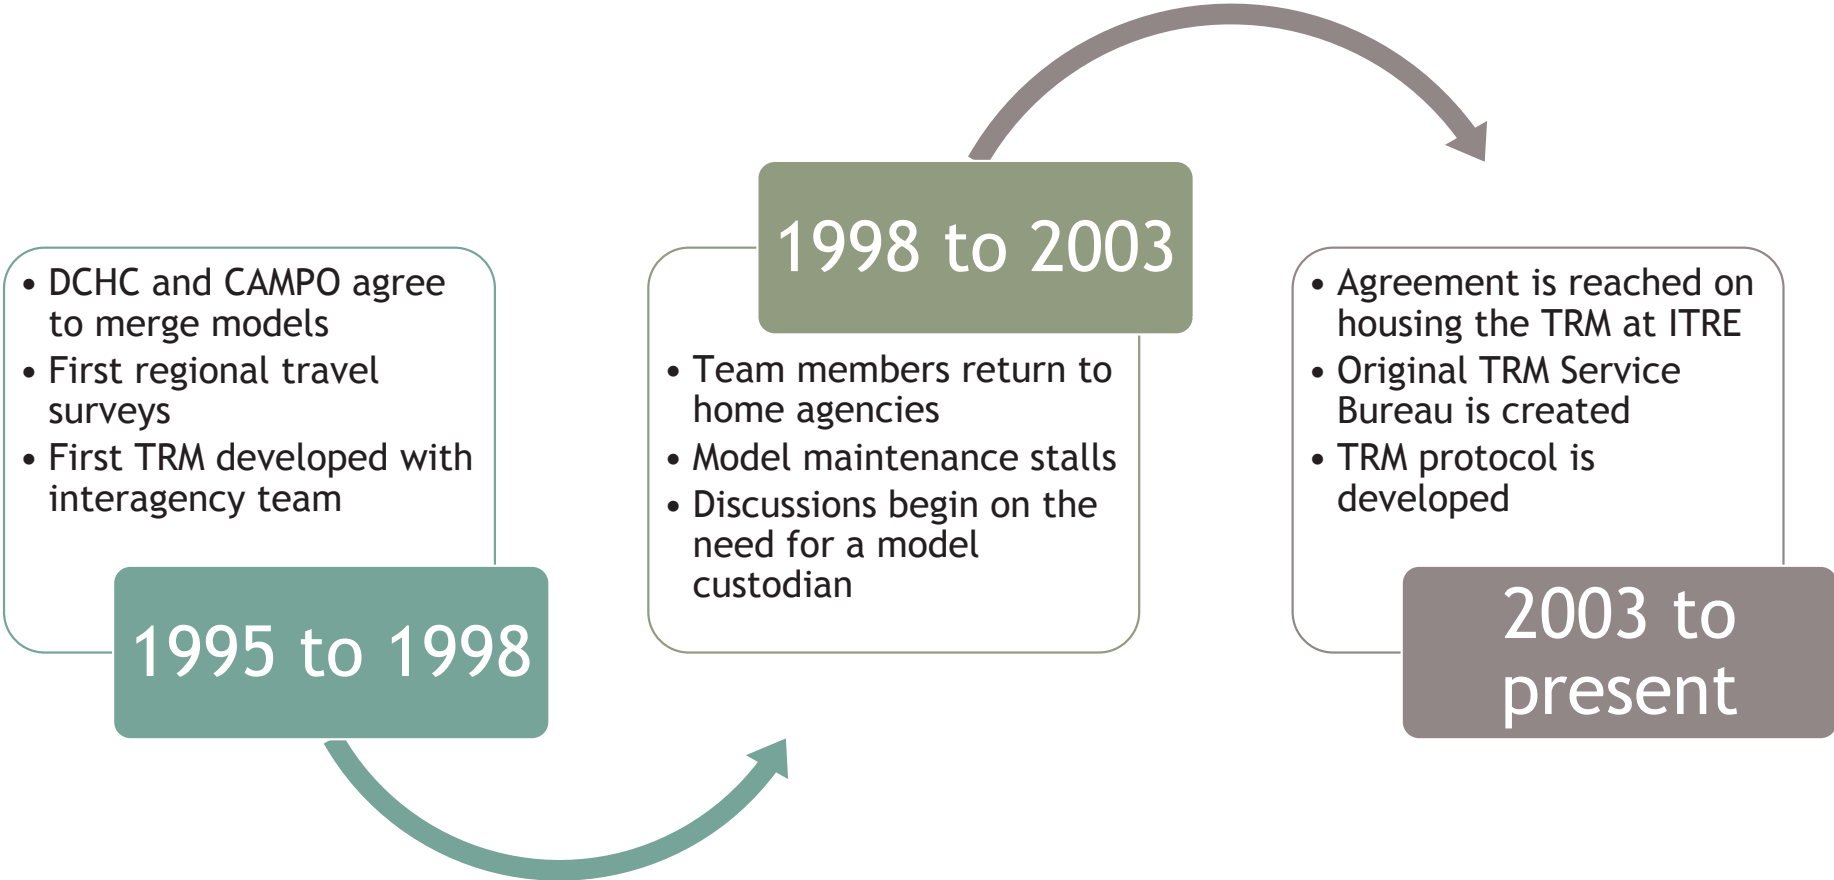 • DCHC and CAMPO agree
to merge models
• First regional travel
surveys
• First TRM developed with
interagency team
1995 to 1998
1998 to 2003
• Team members return to
home agencies
• Model maintenance stalls
• Discussions begin on the
need for a model
custodian
• Agreement is reached on
housing the TRM at ITRE
• Original TRM Service
Bureau is created
• TRM protocol is
developed
2003 to
present